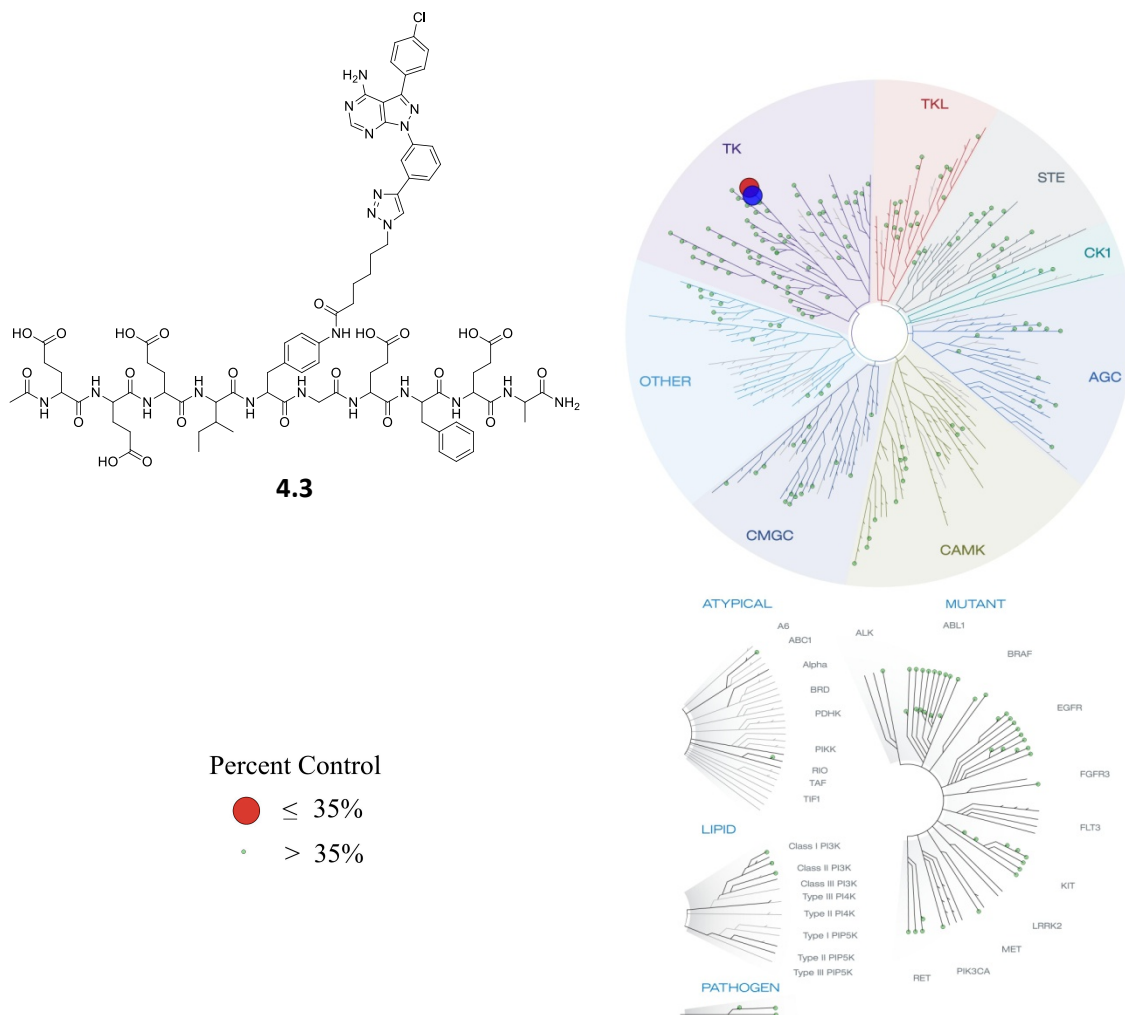 Cl
H₂N
N
N
N
N
N
N
N
N
O
NH
HO O
HO O
HO O
HO O
O
N
H
O
H
N
O
N
H
O
H
N
O
N
H
O
H
N
O
N
H
O
H
N
O
N
H
O
H
N
O
NH₂
HO O
4.3
TKL
TK
STE
CK1
AGC
OTHER
CMGC
CAMK
Percent Control
≤ 35%
> 35%
ATYPICAL
A6
ABC1
Alpha
BRD
PDHK
PIKK
RIO
TAF
TIF1
MUTANT
ALK
ABL1
BRAF
EGFR
FGFR3
FLT3
KIT
LRRK2
MET
PIK3CA
RET
LIPID
Class I PI3K
Class II PI3K
Class III PI3K
Type III PI4K
Type II PI4K
Type I PIP5K
Type II PIP5K
Type III PIP5K
PATHOGEN